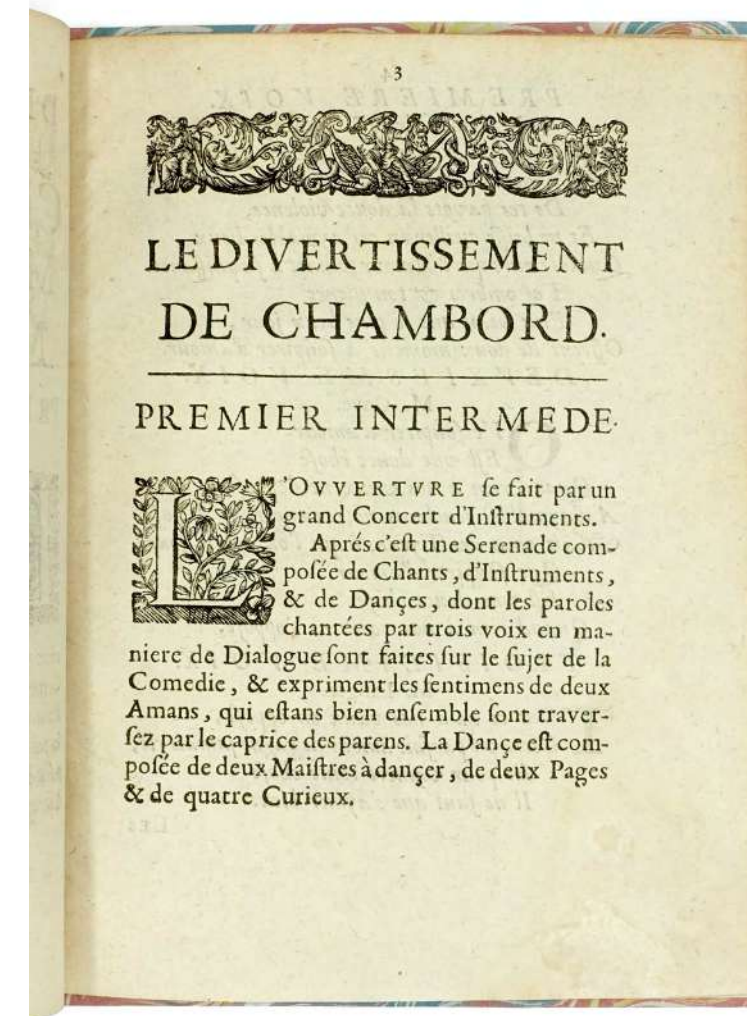 3
LE DIVERTISSEMENT
DE CHAMBORD.
PREMIER INTERMEDE.
L'OVVERTVRE ſe fait par un
grand Concert d'Inſtruments.
Aprés c'eſt une Serenade com-
poſée de Chants, d'Inſtruments,
& de Dançes, dont les paroles
chantées par trois voix en ma-
niere de Dialogue ſont faites ſur le ſujet de la
Comedie, & expriment les ſentimens de deux
Amans, qui eſtans bien enſemble ſont traver-
ſez par le caprice des parens. La Dançe eſt com-
poſée de deux Maiſtres à dançer, de deux Pages
& de quatre Curieux.